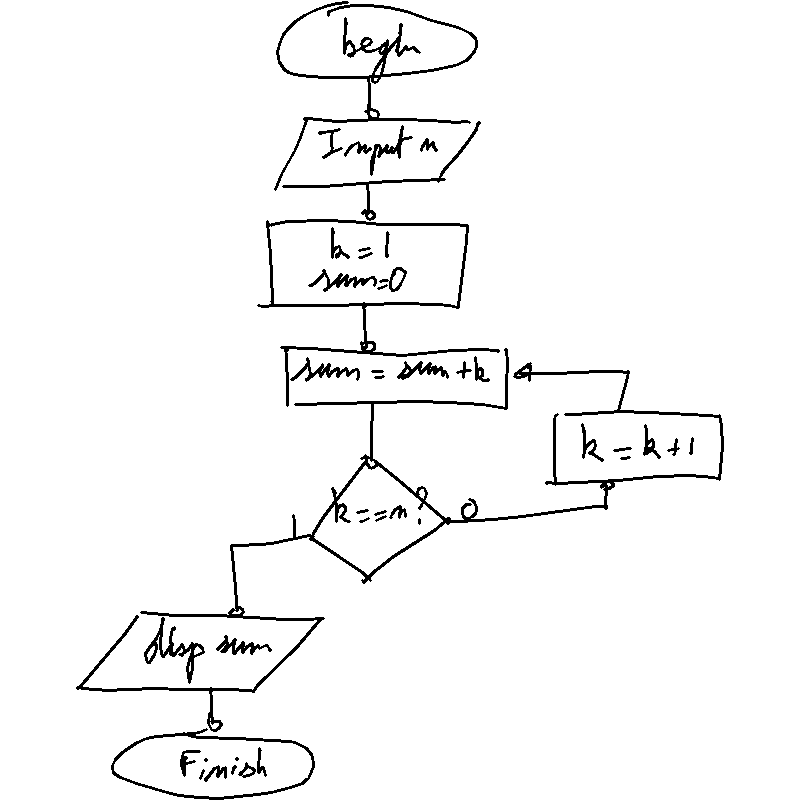 begin
Input n
k = 1
sum=0
sum = sum+k
k = k+1
k==n?
0
1
disp sum
Finish